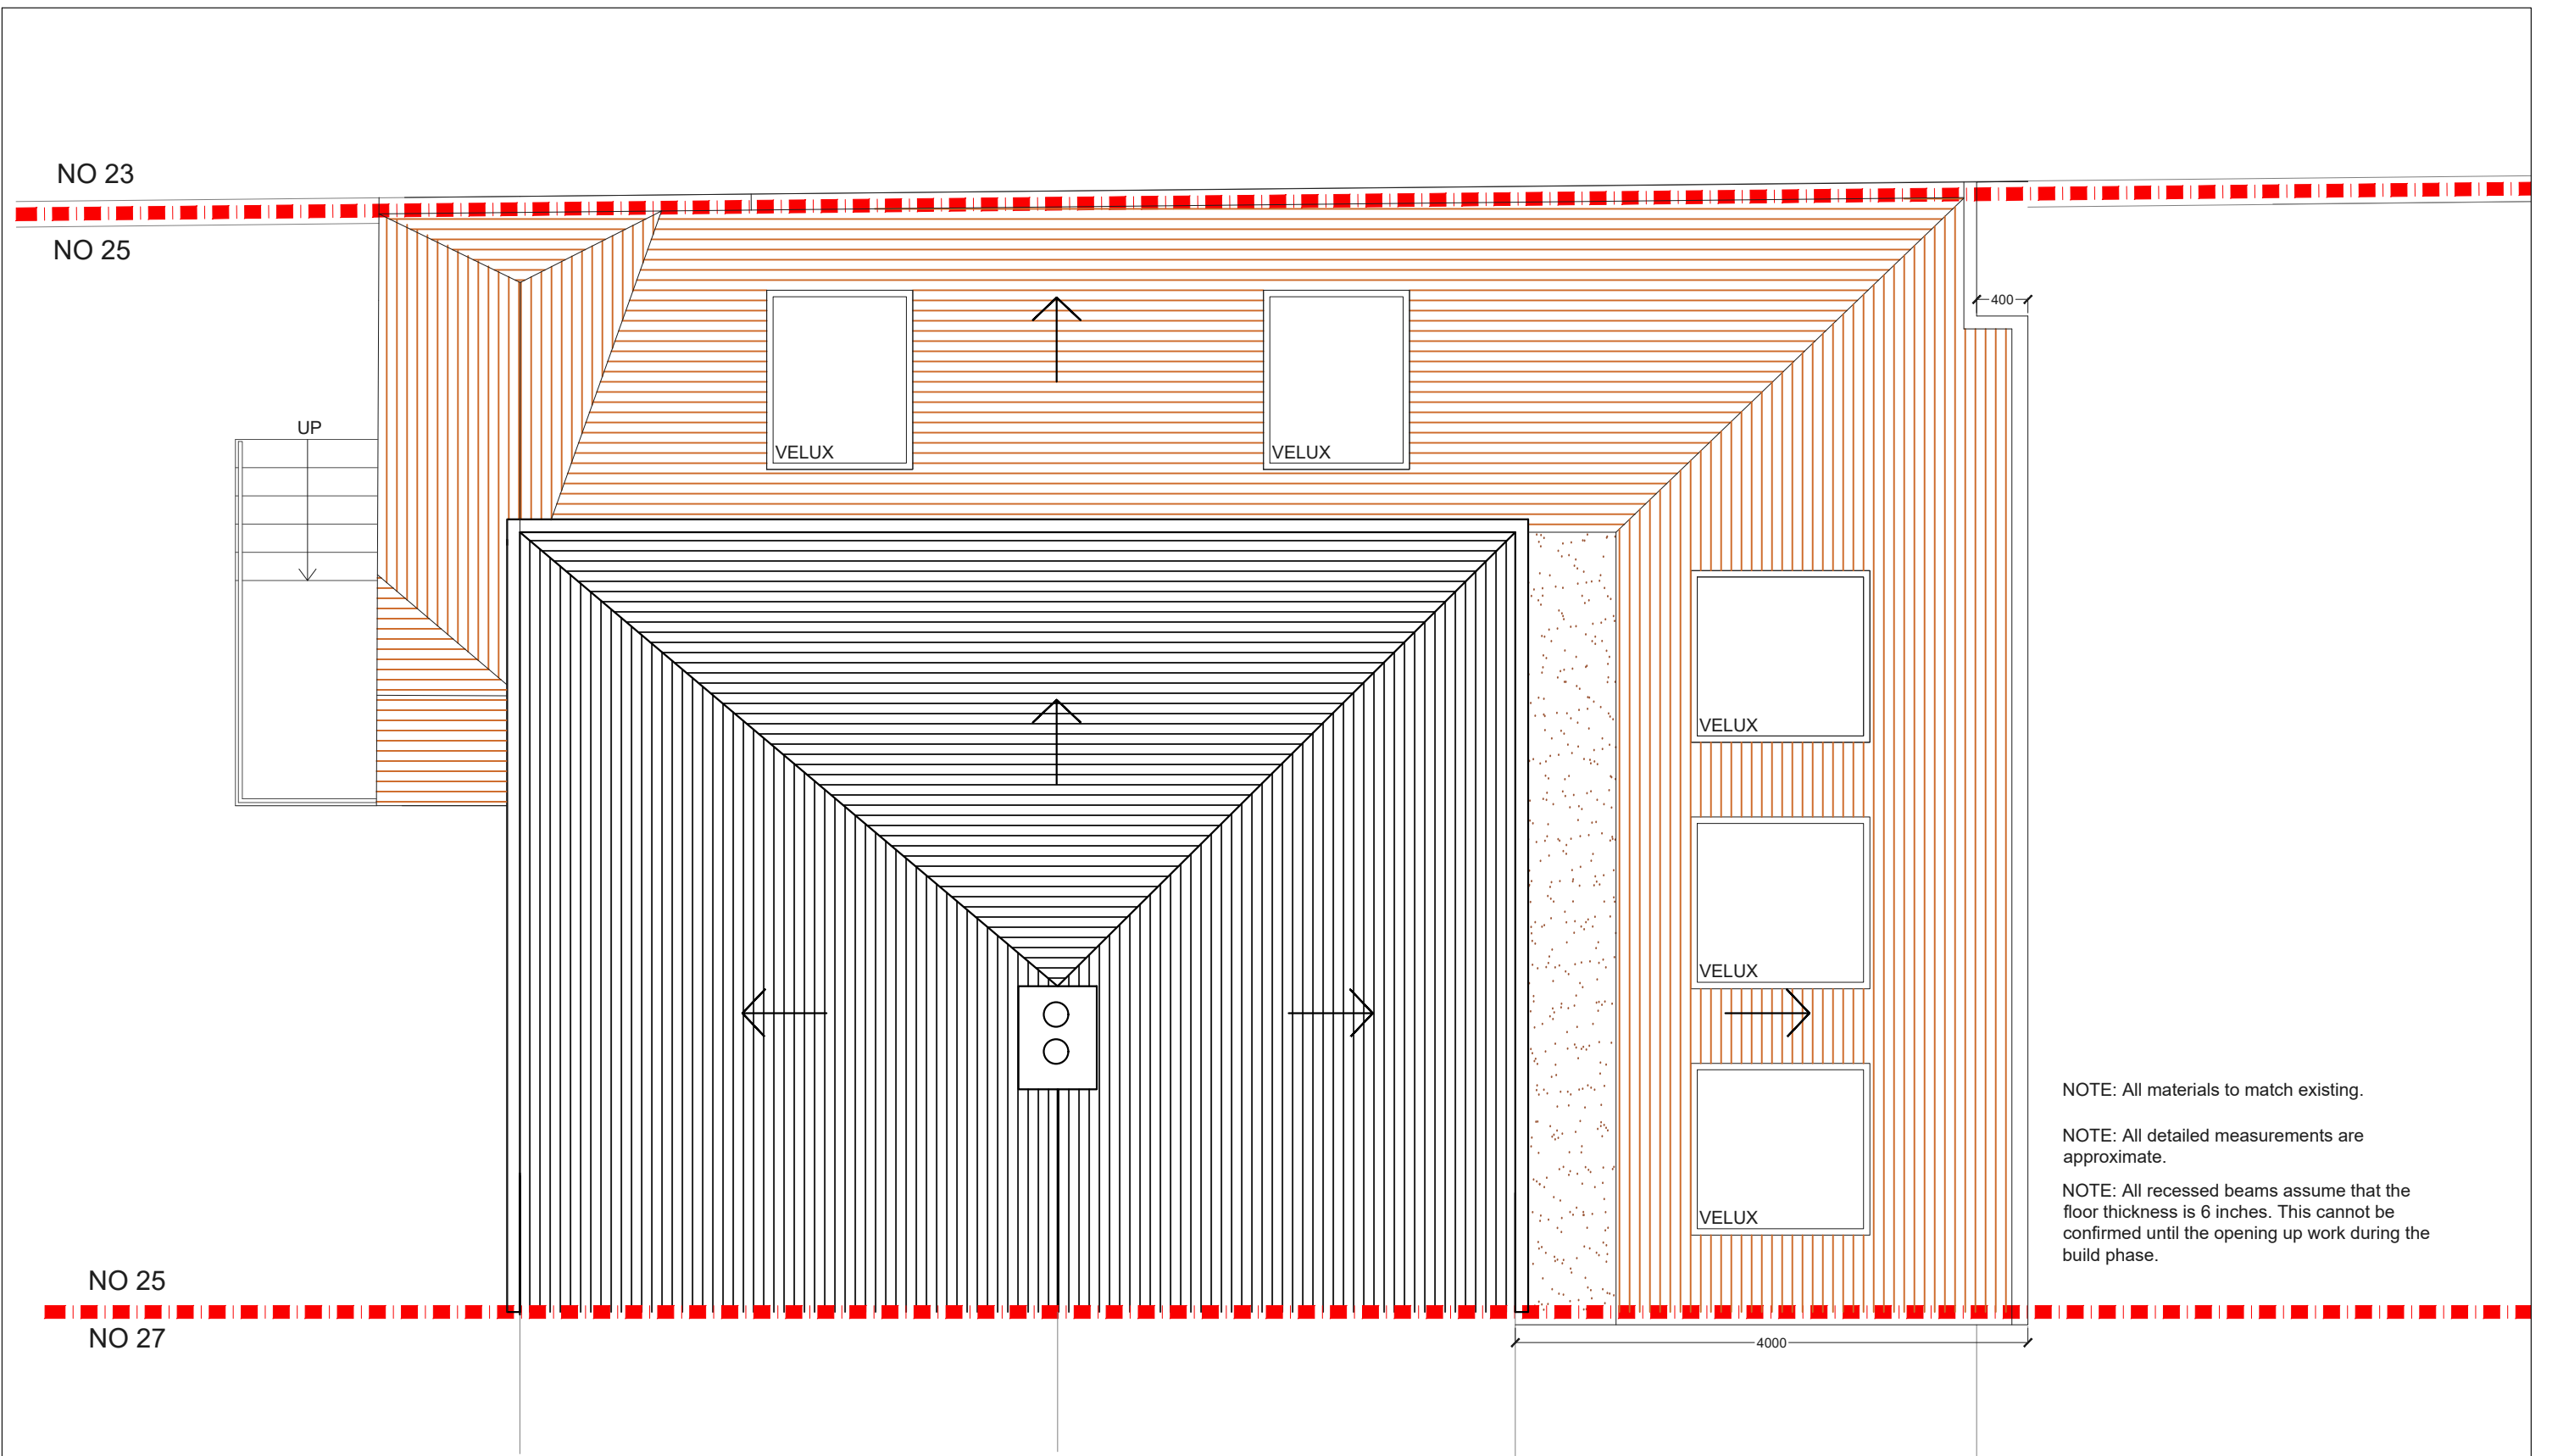 NO 23
NO 25
400
UP
VELUX
VELUX
VELUX
VELUX
VELUX
NOTE: All materials to match existing.
NOTE: All detailed measurements are
approximate.
NOTE: All recessed beams assume that the
floor thickness is 6 inches. This cannot be
confirmed until the opening up work during the
build phase.
NO 25
NO 27
4000